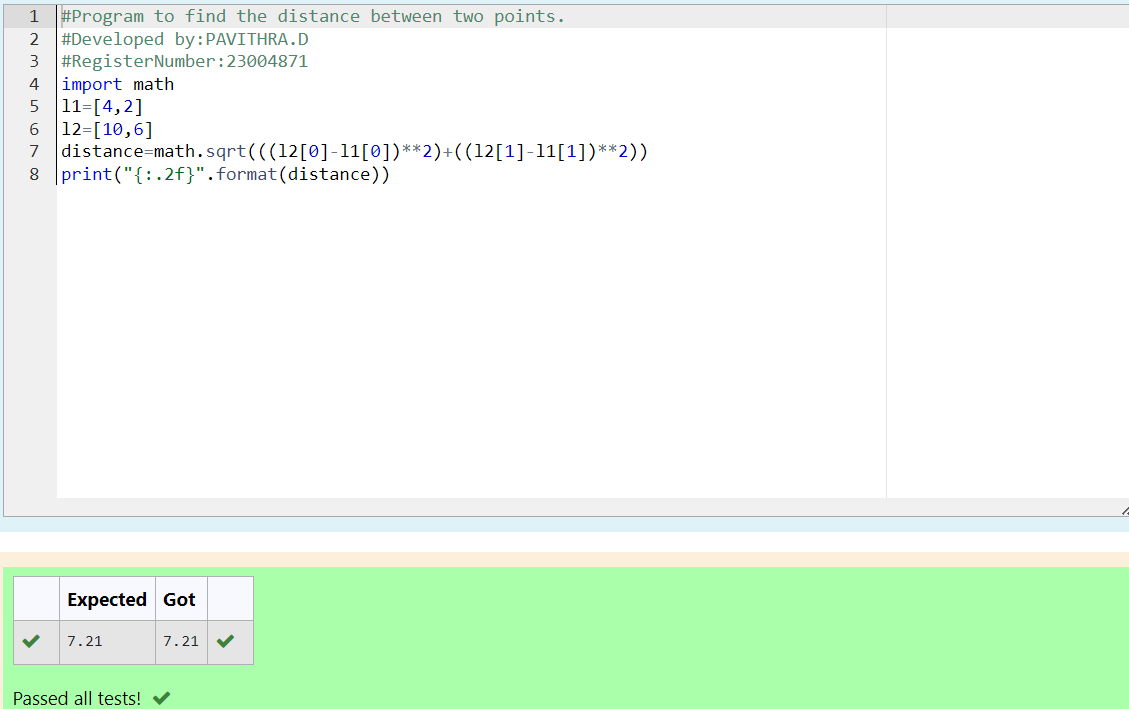 1 #Program to find the distance between two points.
2 #Developed by:PAVITHRA.D
3 #RegisterNumber:23004871
4 import math
5 l1=[4,2]
6 l2=[10,6]
7 distance=math.sqrt(((l2[0]-l1[0])**2)+((l2[1]-l1[1])**2))
8 print("{:.2f}".format(distance))
Expected Got
7.21 7.21
Passed all tests!